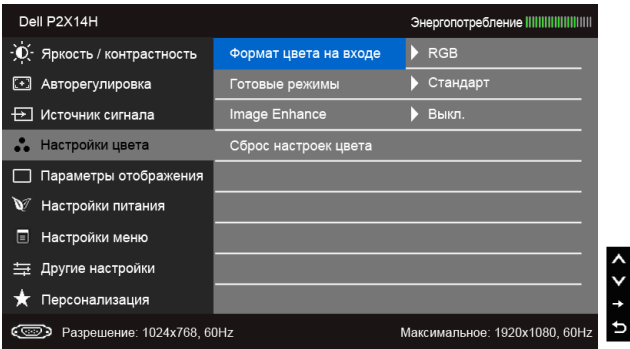 Dell P2X14H Энергопотребление
Яркость / контрастность Формат цвета на входе RGB
Авторегулировка Готовые режимы Стандарт
Источник сигнала Image Enhance Выкл.
Настройки цвета Сброс настроек цвета
Параметры отображения
Настройки питания
Настройки меню
Другие настройки
Персонализация
Разрешение: 1024x768, 60Hz Максимальное: 1920x1080, 60Hz